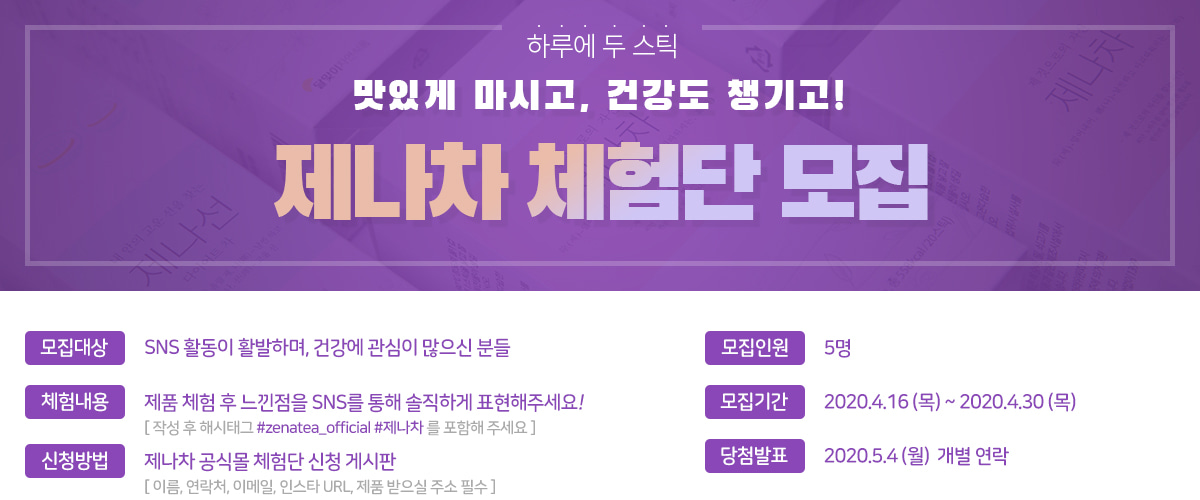 하루에 두 스틱
맛있게 마시고, 건강도 챙기고!
제나차 체험단 모집
모집대상 SNS 활동이 활발하며, 건강에 관심이 많으신 분들
체험내용 제품 체험 후 느낀점을 SNS를 통해 솔직하게 표현해주세요!
[ 작성 후 해시태그 #zenatea_official #제나차 를 포함해 주세요 ]
신청방법 제나차 공식몰 체험단 신청 게시판
[ 이름, 연락처, 이메일, 인스타 URL, 제품 받으실 주소 필수 ]
모집인원 5명
모집기간 2020.4.16 (목) ~ 2020.4.30 (목)
당첨발표 2020.5.4 (월) 개별 연락
제나선
제나차